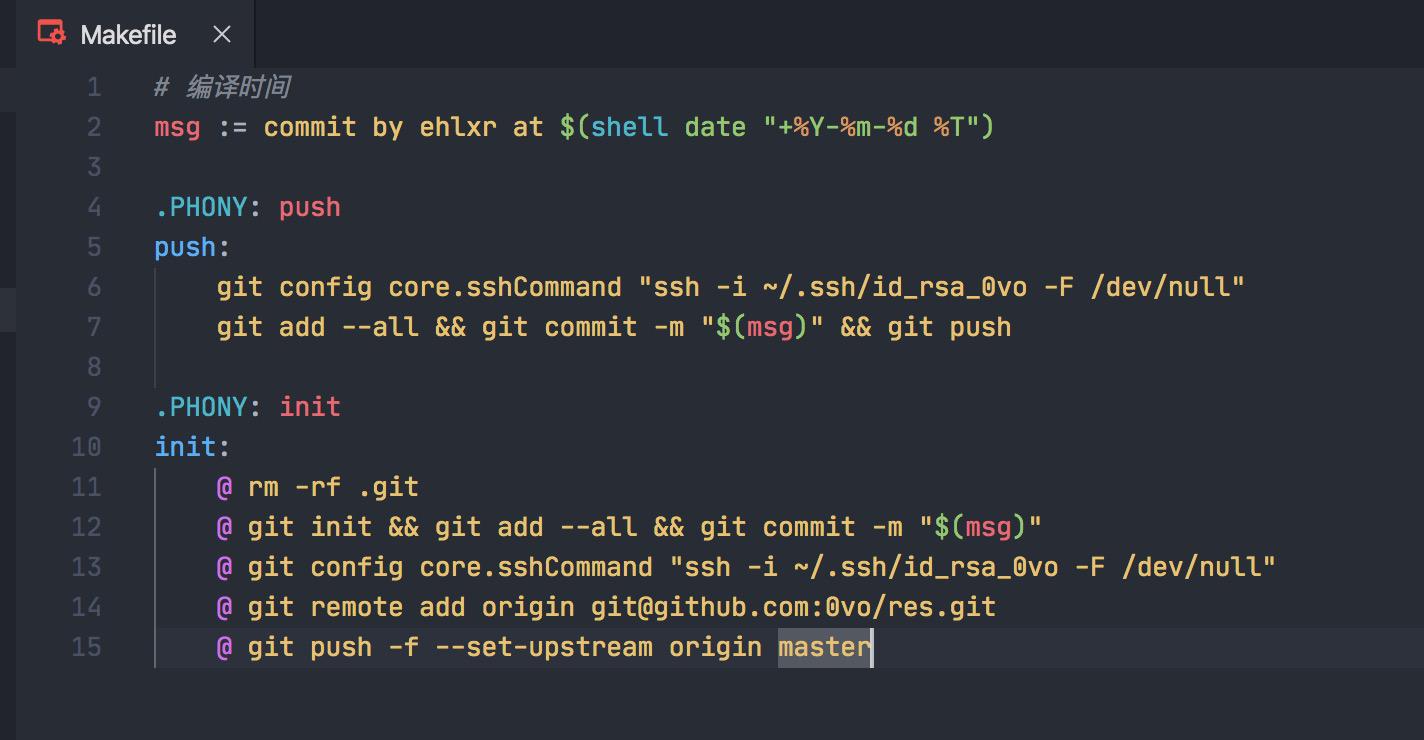 Makefile
1 # 编译时间
2 msg := commit by ehlxr at $(shell date "+%Y-%m-%d %T")
3
4 .PHONY: push
5 push:
6 git config core.sshCommand "ssh -i ~/.ssh/id_rsa_0vo -F /dev/null"
7 git add --all && git commit -m "$(msg)" && git push
8
9 .PHONY: init
10 init:
11 @ rm -rf .git
12 @ git init && git add --all && git commit -m "$(msg)"
13 @ git config core.sshCommand "ssh -i ~/.ssh/id_rsa_0vo -F /dev/null"
14 @ git remote add origin git@github.com:0vo/res.git
15 @ git push -f --set-upstream origin master